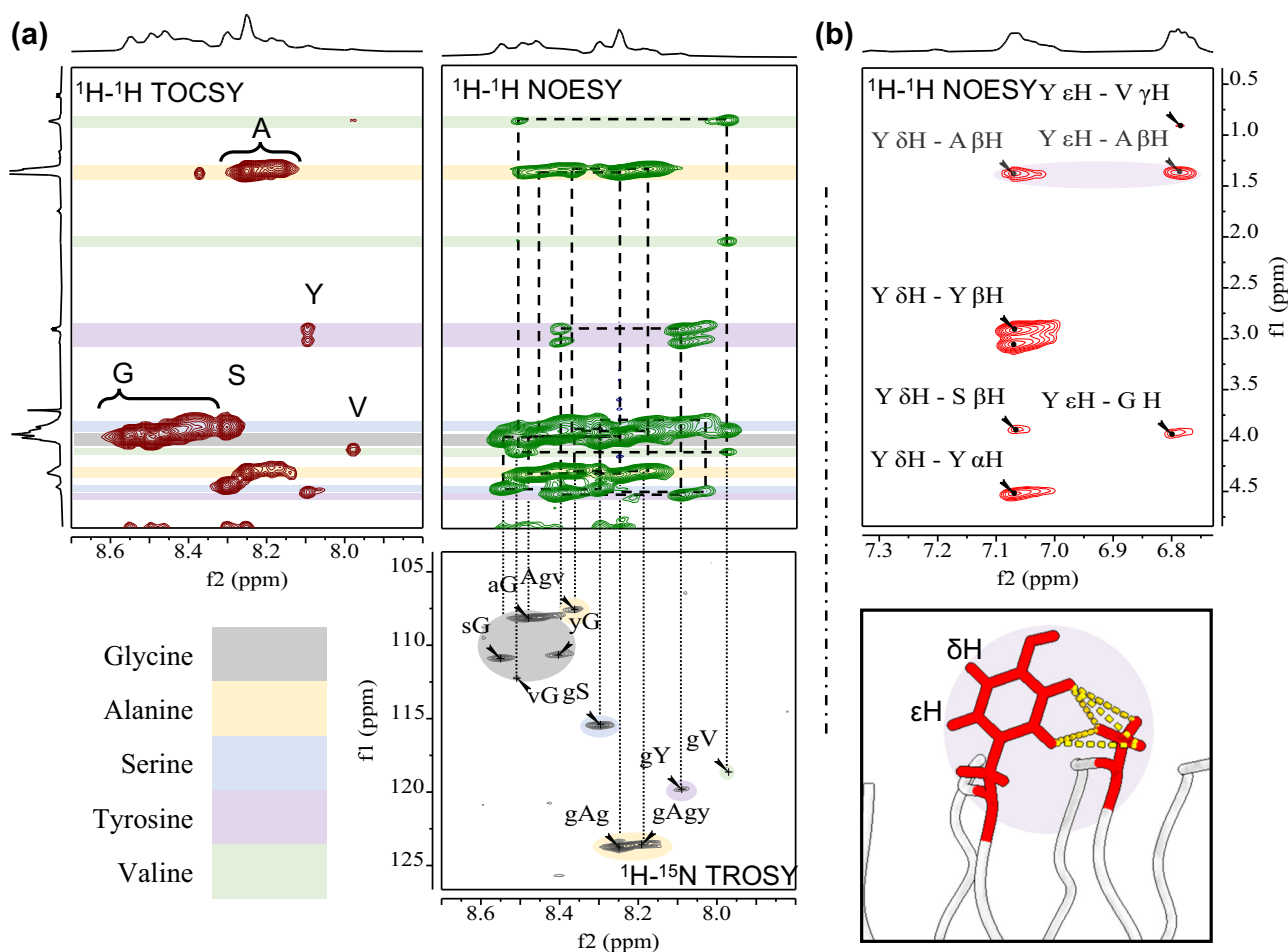 (a)
(b)
¹H-¹H TOCSY
A
Y
G
S
V
8.6
8.4
8.2
8.0
f2 (ppm)
¹H-¹H NOESY
105
110
115
120
125
f1 (ppm)
aG
Agv
sG
yG
vG
gS
gY
gV
gAg
gAgy
¹H-¹⁵N TROSY
8.6
8.4
8.2
8.0
f2 (ppm)
Glycine
Alanine
Serine
Tyrosine
Valine
¹H-¹H NOESY
Y εH - V γH
Y δH - A βH
Y εH - A βH
Y δH - Y βH
Y δH - S βH
Y εH - G H
Y δH - Y αH
0.5
1.0
1.5
2.0
2.5
3.0
3.5
4.0
4.5
f1 (ppm)
7.3
7.1
7.0
6.9
6.8
f2 (ppm)
δH
εH